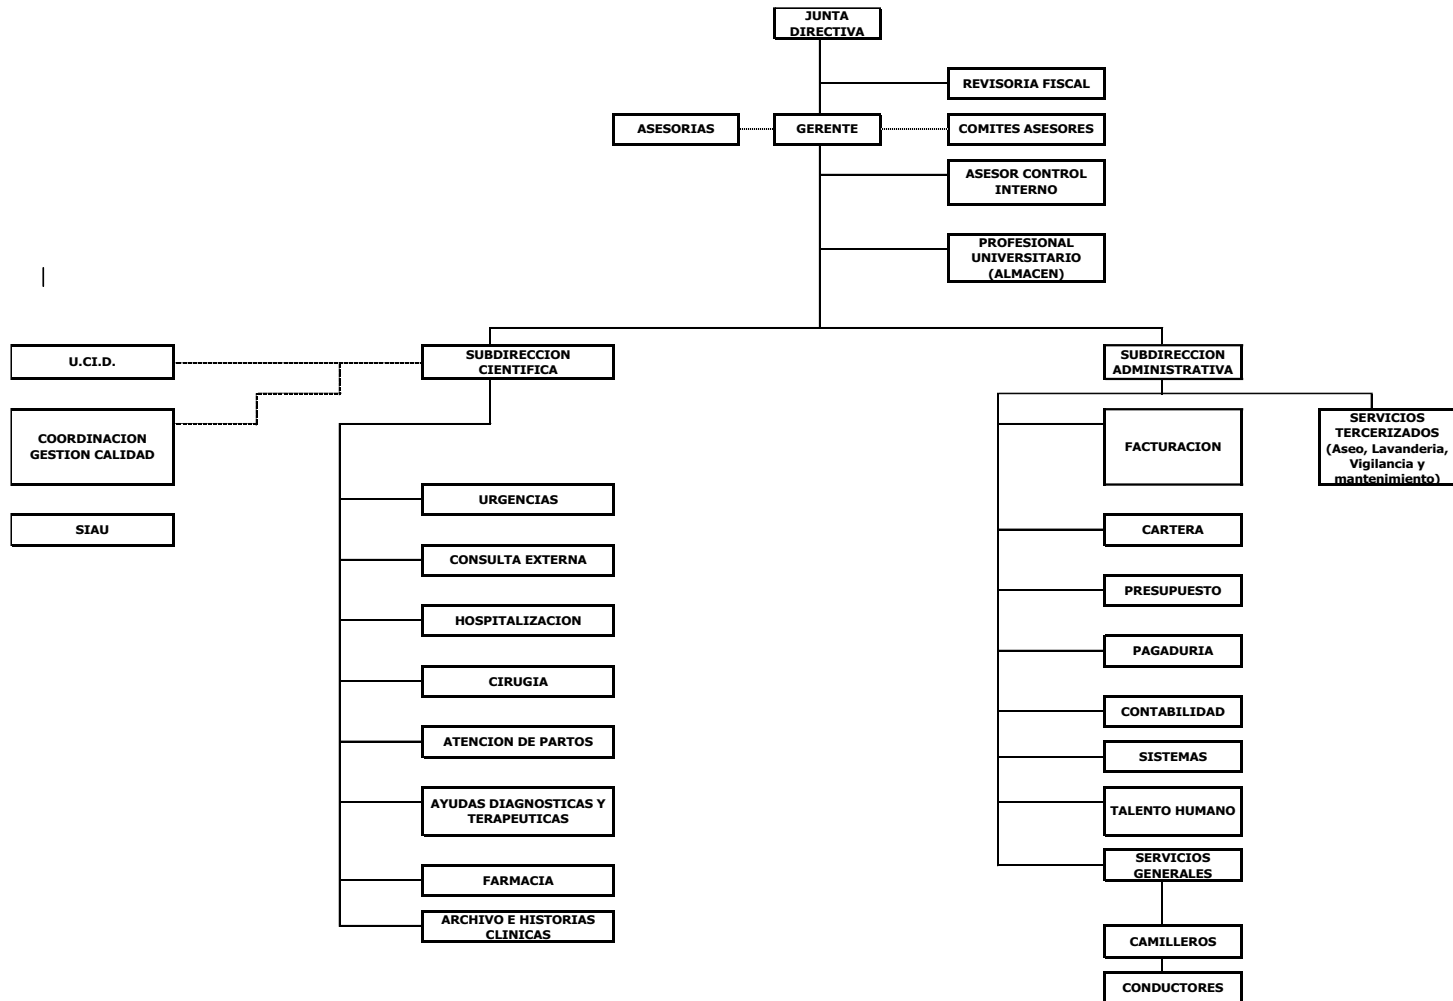 JUNTA
DIRECTIVA
REVISORIA FISCAL
ASESORIAS
GERENTE
COMITES ASESORES
ASESOR CONTROL
INTERNO
PROFESIONAL
UNIVERSITARIO
(ALMACEN)
U.CI.D.
SUBDIRECCION
CIENTIFICA
SUBDIRECCION
ADMINISTRATIVA
COORDINACION
GESTION CALIDAD
FACTURACION
SERVICIOS
TERCERIZADOS
(Aseo, Lavanderia,
Vigilancia y
mantenimiento)
SIAU
URGENCIAS
CONSULTA EXTERNA
HOSPITALIZACION
CIRUGIA
ATENCION DE PARTOS
AYUDAS DIAGNOSTICAS Y
TERAPEUTICAS
FARMACIA
ARCHIVO E HISTORIAS
CLINICAS
CARTERA
PRESUPUESTO
PAGADURIA
CONTABILIDAD
SISTEMAS
TALENTO HUMANO
SERVICIOS
GENERALES
CAMILLEROS
CONDUCTORES